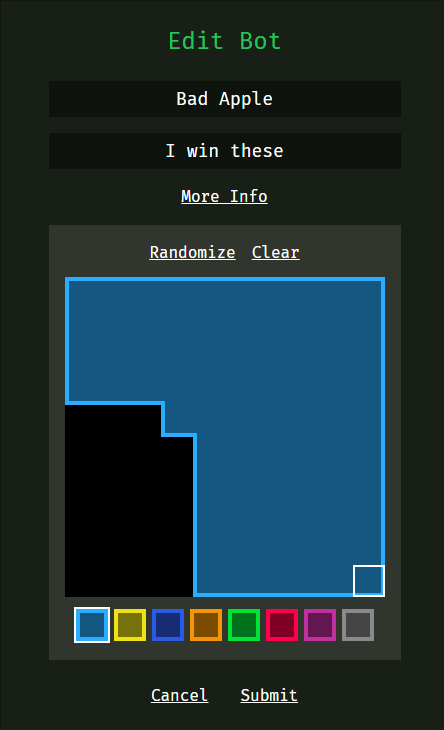 Edit Bot
Bad Apple
I win these
More Info
Randomize Clear
Cancel Submit